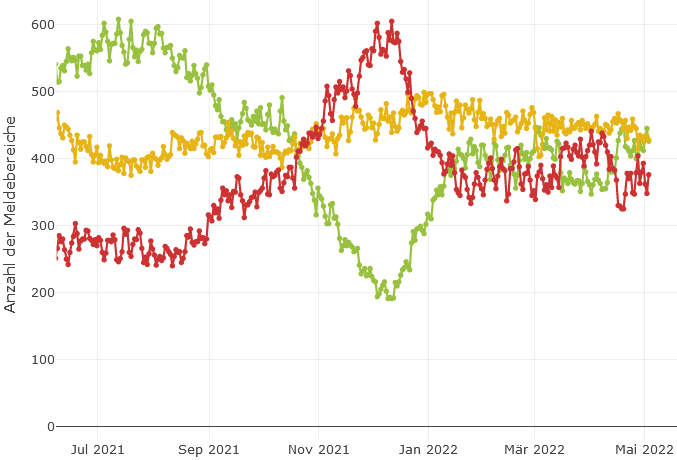 600
500
400
300
200
100
0
Anzahl der Meldebereiche
Jul 2021
Sep 2021
Nov 2021
Jan 2022
Mär 2022
Mai 2022